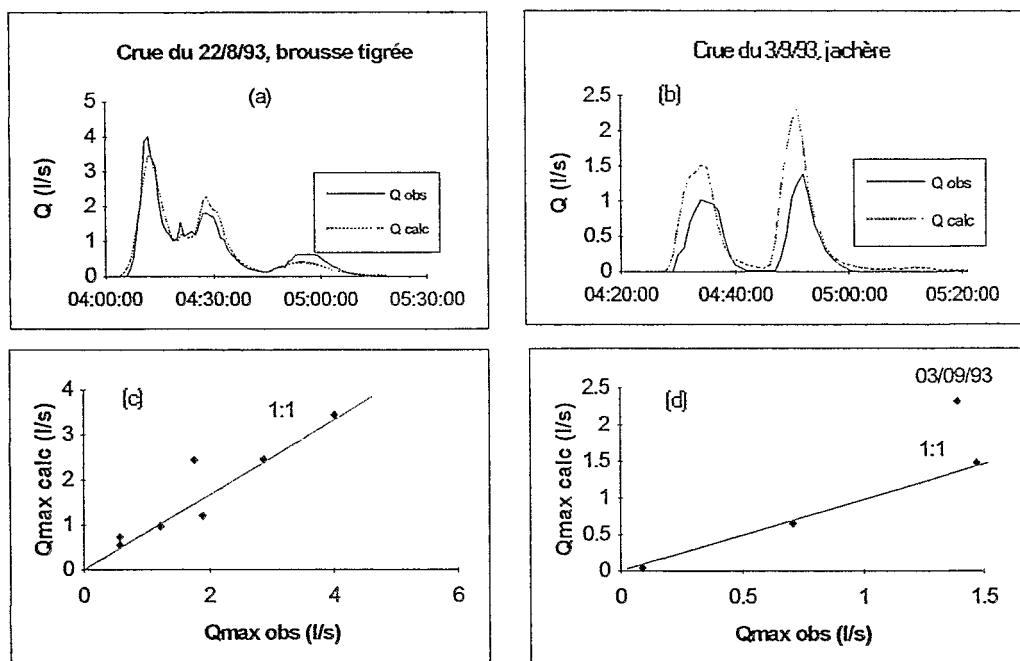 Crue du 22/8/93, brousse tigrée
(a)
5
4
3
2
1
0
Q (l/s)
Q obs
Q calc
04:00:00
04:30:00
05:00:00
05:30:00
Crue du 3/9/93, jachère
(b)
2.5
2
1.5
1
0.5
0
Q (l/s)
Q obs
Q calc
04:20:00
04:40:00
05:00:00
05:20:00
(c)
1:1
4
3
2
1
0
Qmax calc (l/s)
0
2
4
6
Qmax obs (l/s)
(d)
03/09/93
1:1
2.5
2
1.5
1
0.5
0
Qmax calc (l/s)
0
0.5
1
1.5
Qmax obs (l/s)